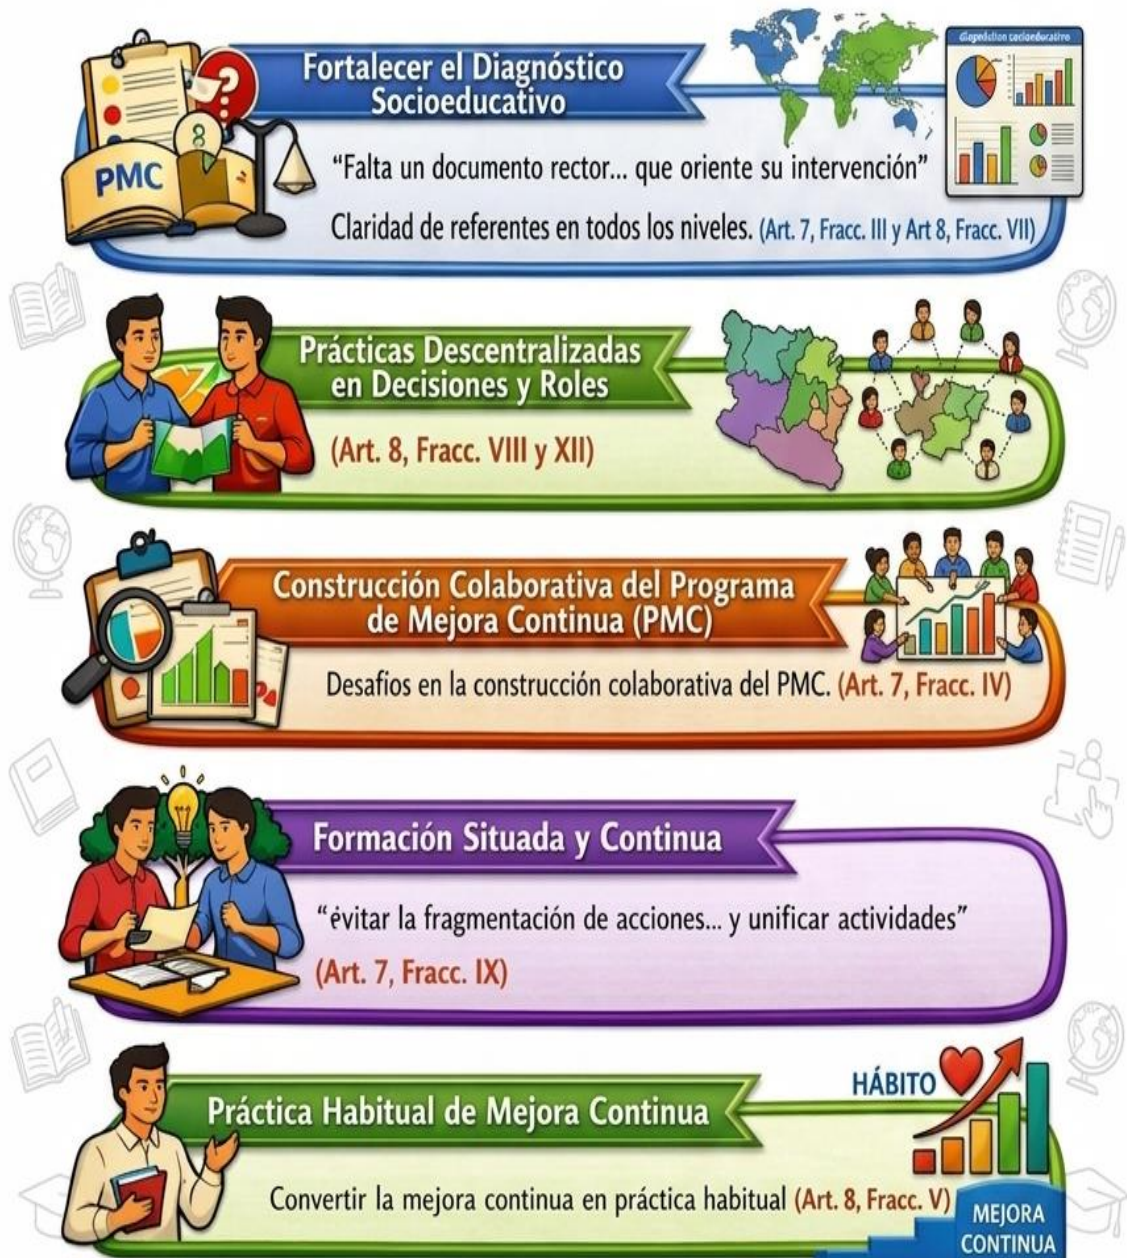 Fortalecer el Diagnóstico
Socioeducativo
PMC
?
“Falta un documento rector... que oriente su intervención”
Claridad de referentes en todos los niveles. (Art. 7, Fracc. III y Art 8, Fracc. VII)
Prácticas Descentralizadas
en Decisiones y Roles
(Art. 8, Fracc. VIII y XII)
Construcción Colaborativa del Programa
de Mejora Continua (PMC)
Desafíos en la construcción colaborativa del PMC. (Art. 7, Fracc. IV)
Formación Situada y Continua
“évitar la fragmentación de acciones... y unificar actividades”
(Art. 7, Fracc. IX)
HÁBITO
Práctica Habitual de Mejora Continua
Convertir la mejora continua en práctica habitual (Art. 8, Fracc. V)
MEJORA
CONTINUA